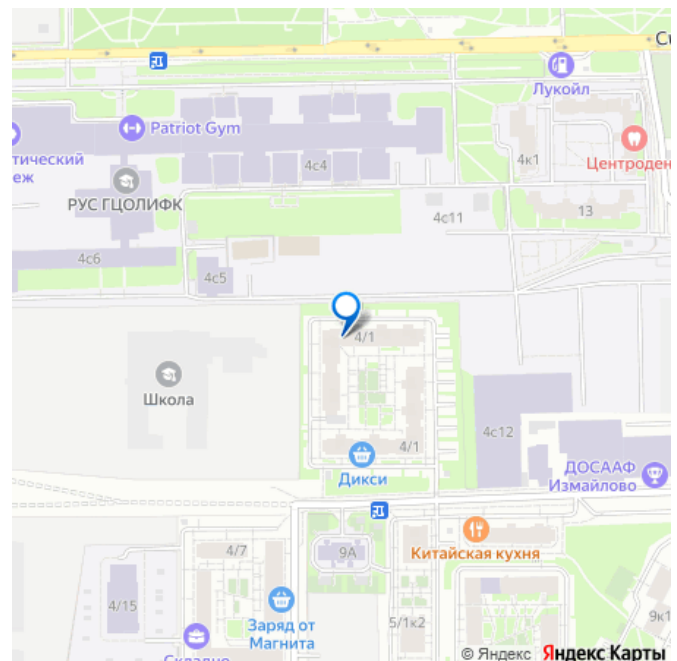 Лукойл
Patriot Gym
тический
еж
4к1
Центроден
4с4
РУС ГЦОЛИФК
13
4с11
4с6
4с5
4/1
Школа
4с12
4/1
Дикси
ДОСААФ
Измайлово
4/7
9А
Китайская кухня
4/15
Заряд от
Магнита
5/1к2
9к1
© Яндекс Яндекс Карты